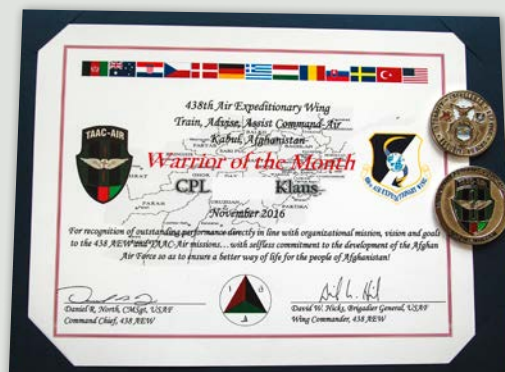 438th Air Expeditionary Wing
Train, Advise, Assist Command-Air
Kabul, Afghanistan
TAAC-AIR
Warrior of the Month
CPL Klaus
November 2016
For recognition of outstanding performance directly in line with organizational mission, vision and goals
to the 438 AEW and TAAC-Air missions... with selfless commitment to the development of the Afghan
Air Force so as to ensure a better way of life for the people of Afghanistan!
Daniel R. North, CMSgt, USAF
Command Chief, 438 AEW
David W. Hicks, Brigadier General, USAF
Wing Commander, 438 AEW